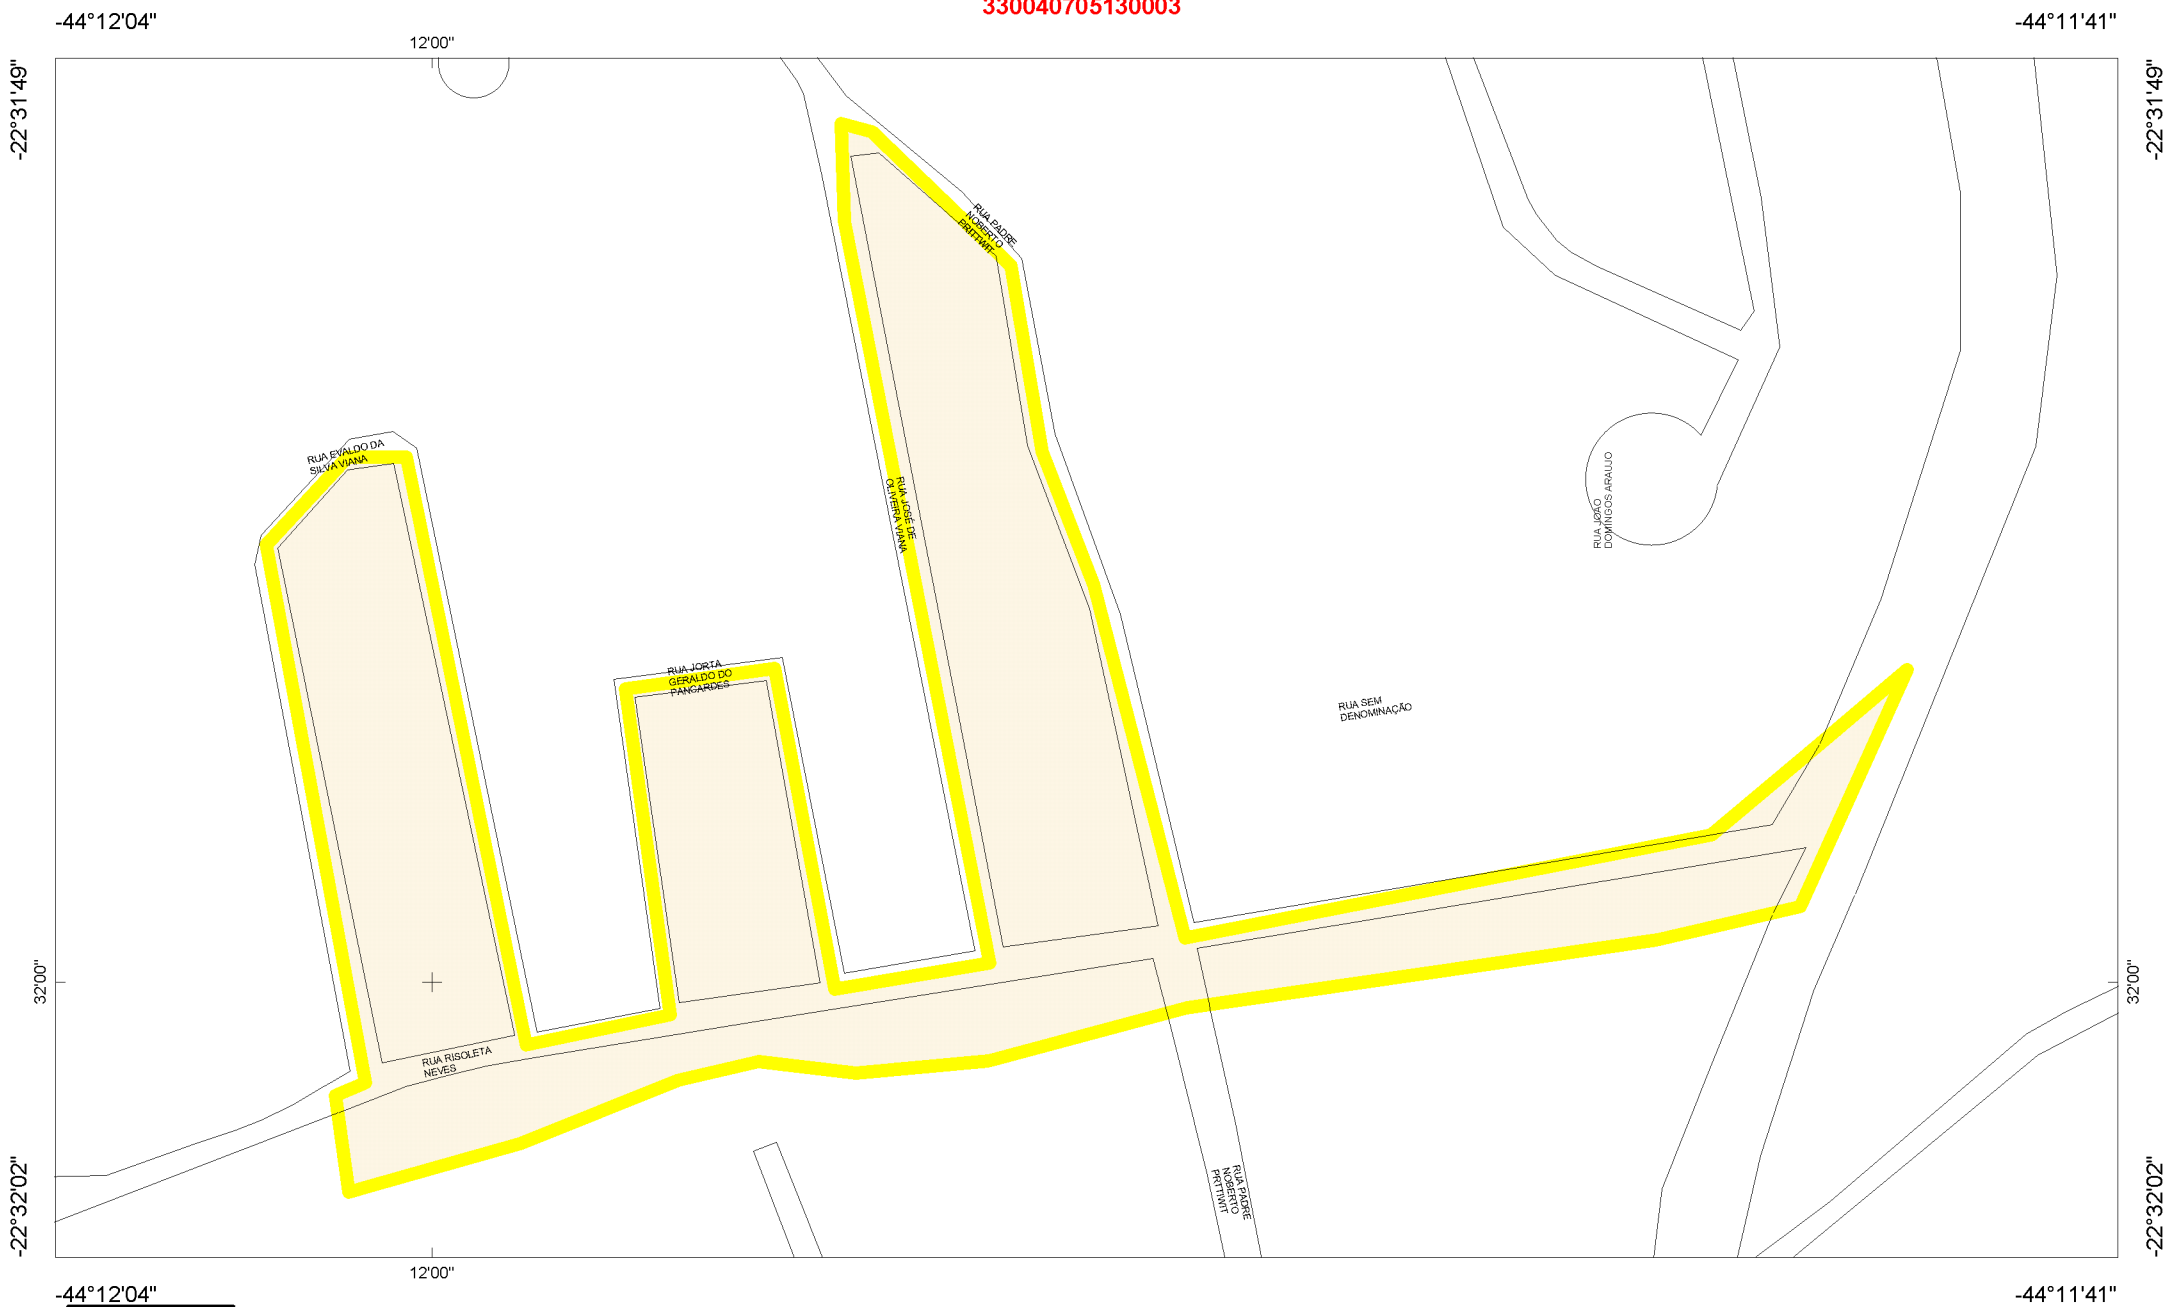 330040705130003
-44°12'04"
-44°11'41"
12'00"
-22°31'49"
-22°31'49"
RUA PADRE
NOBERTO
PRITTWIT
RUA EVALDO DA
SILVA VIANA
RUA JOSÉ DE
OLIVEIRA VIANA
RUA JOÃO
DOMINGOS ARAUJO
RUA JORTA
GERALDO DO
PANCARDES
RUA SEM
DENOMINAÇÃO
32'00"
32'00"
RUA RISOLETA
NEVES
RUA PADRE
NOBERTO
PRITTWIT
-22°32'02"
-22°32'02"
12'00"
-44°12'04"
-44°11'41"